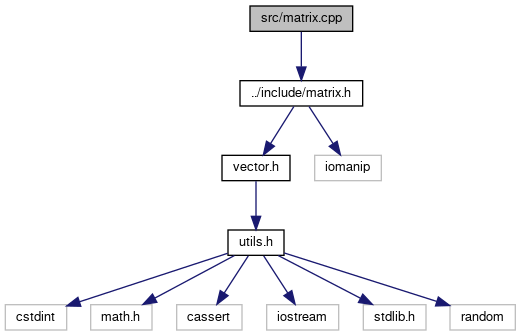 src/matrix.cpp
../include/matrix.h
vector.h
iomanip
utils.h
cstdint
math.h
cassert
iostream
stdlib.h
random